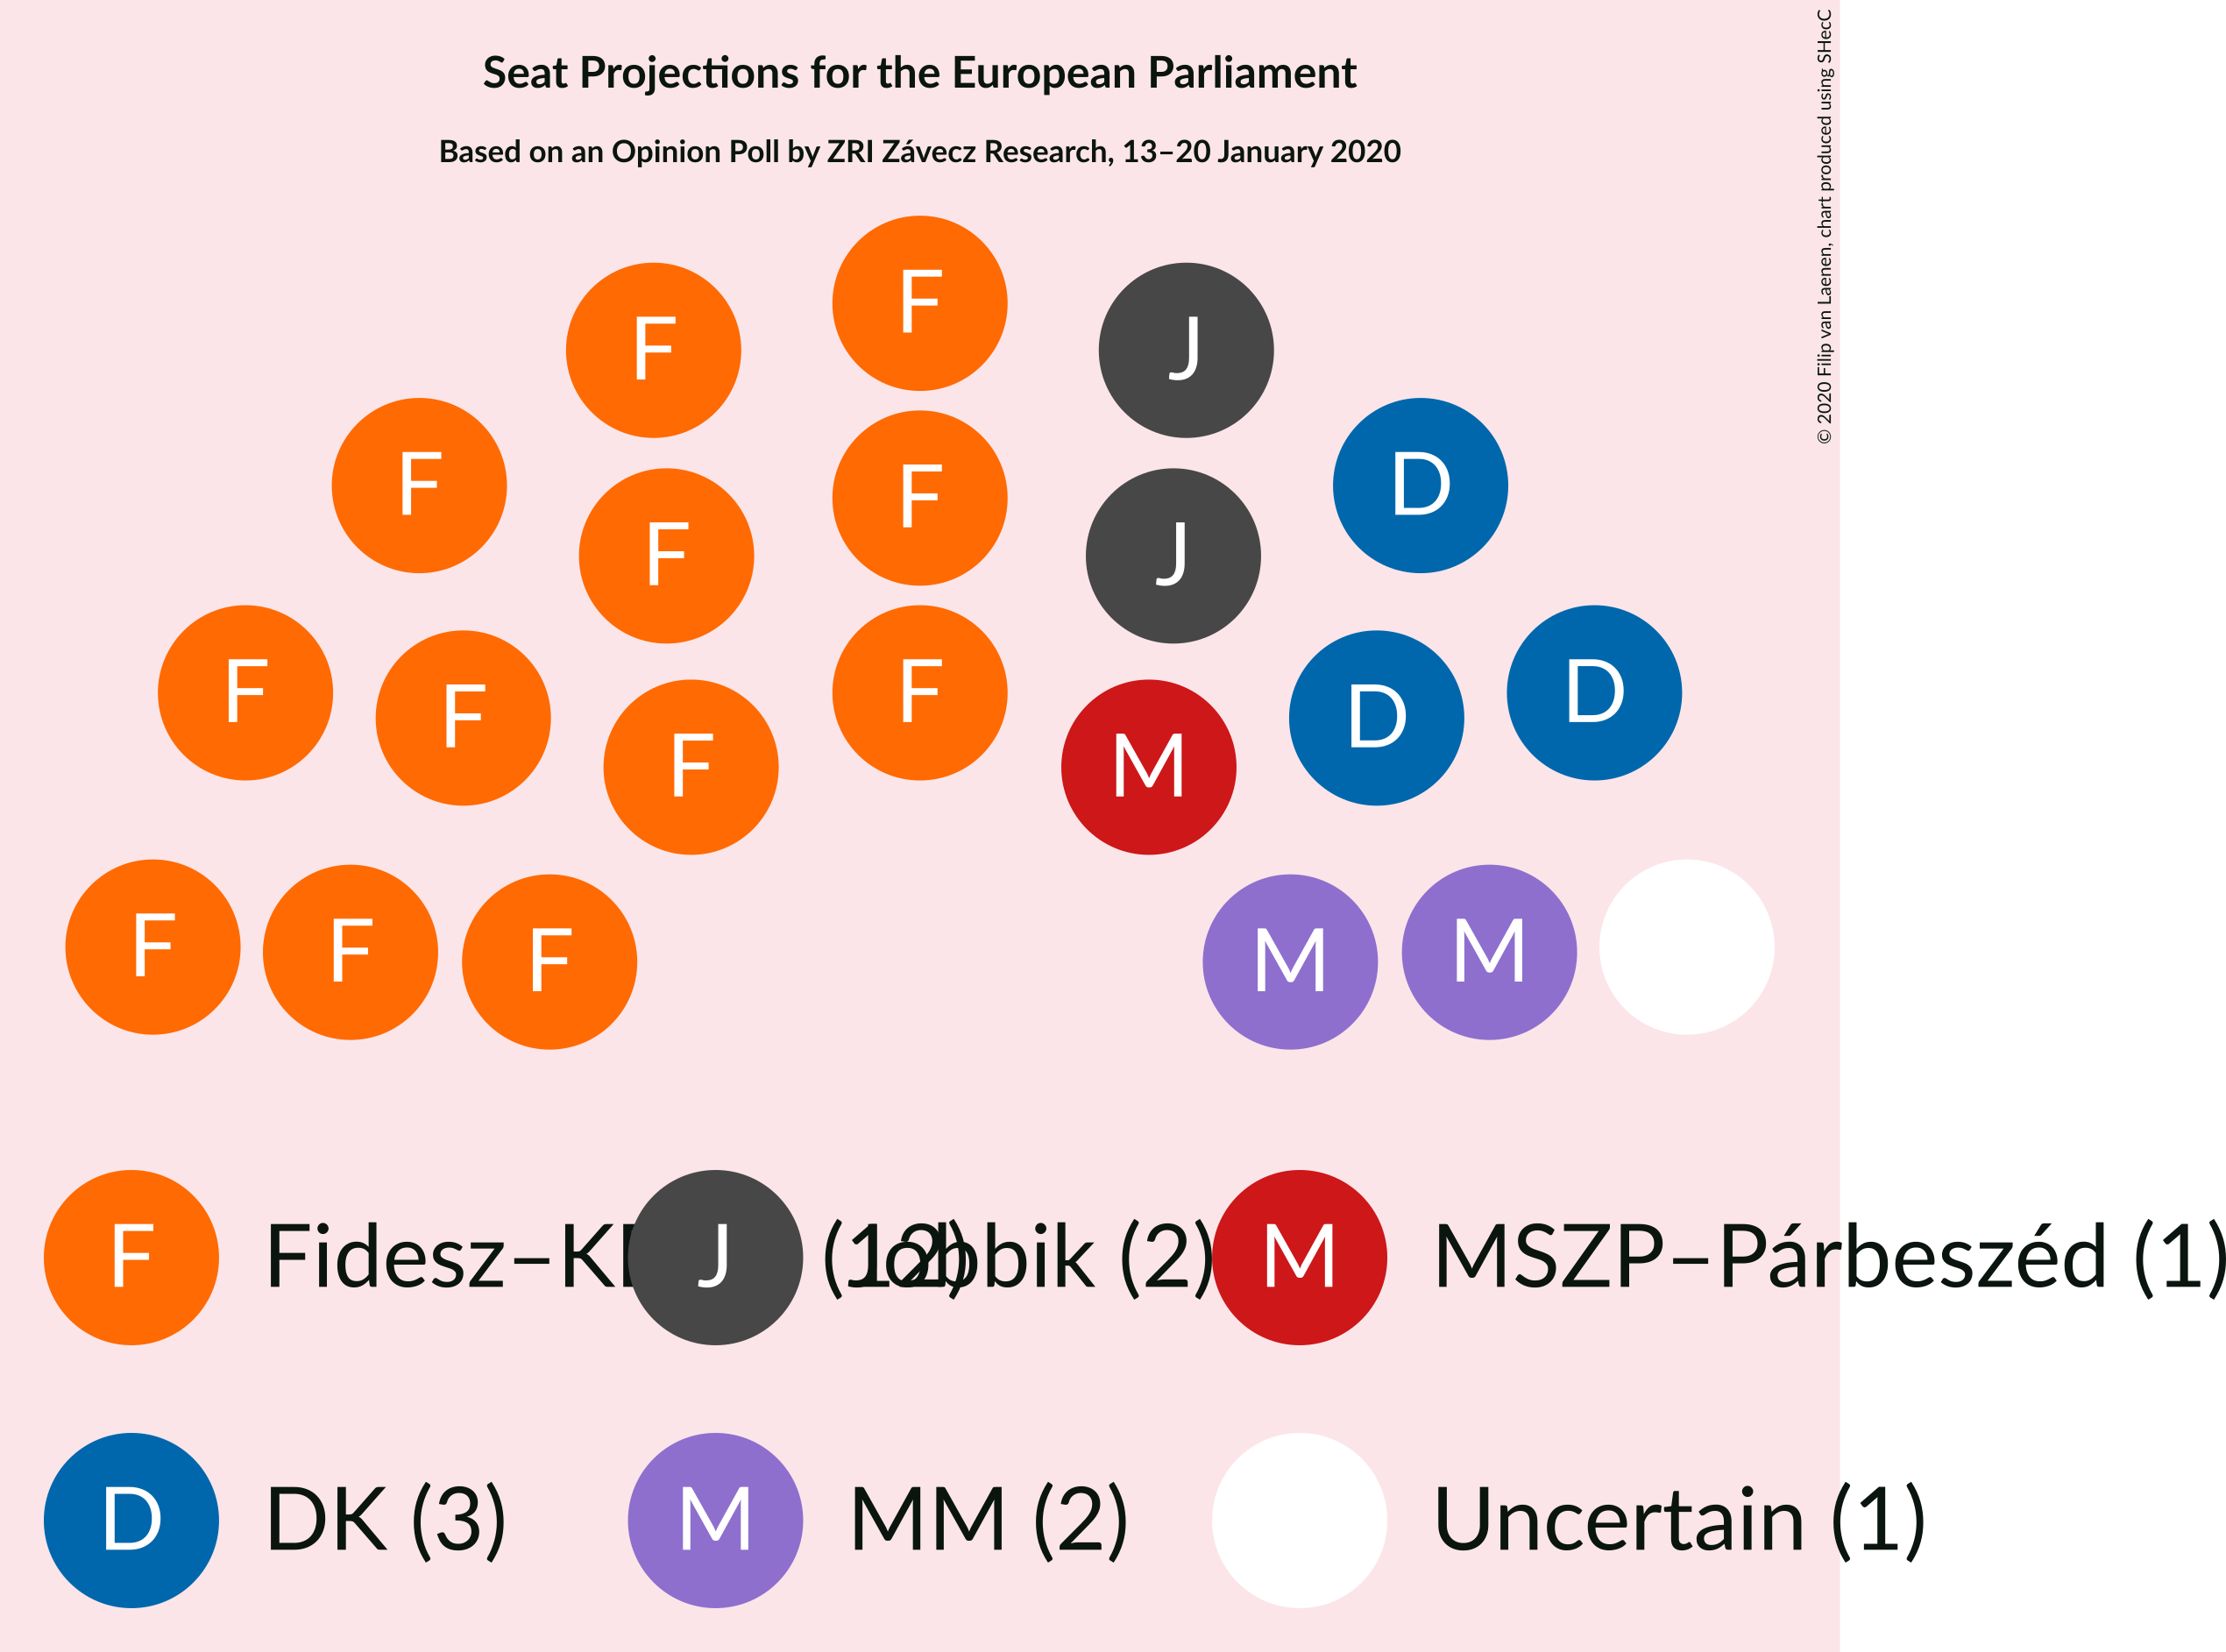 Seat Projections for the European Parliament
Based on an Opinion Poll by ZRI Závecz Research, 13–20 January 2020
© 2020 Filip van Laenen, chart produced using SHecC
F
F J
F F D
F J
F F D
F D
F M
F F F M M
F Fidesz–K (12)
J Jobbik (2)
M MSZP–Párbeszéd (1)
D DK (3)
M MM (2)
Uncertain (1)